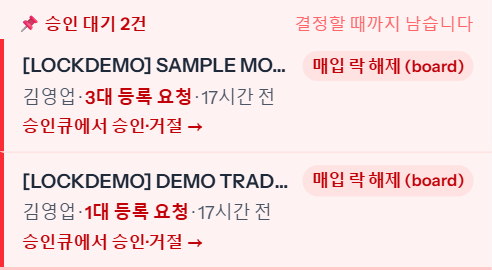 📌 승인 대기 2건 결정할 때까지 남습니다
[LOCKDEMO] SAMPLE MO... 매입 락 해제 (board)
김영업·3대 등록 요청·17시간 전
승인큐에서 승인·거절 →
[LOCKDEMO] DEMO TRAD... 매입 락 해제 (board)
김영업·1대 등록 요청·17시간 전
승인큐에서 승인·거절 →